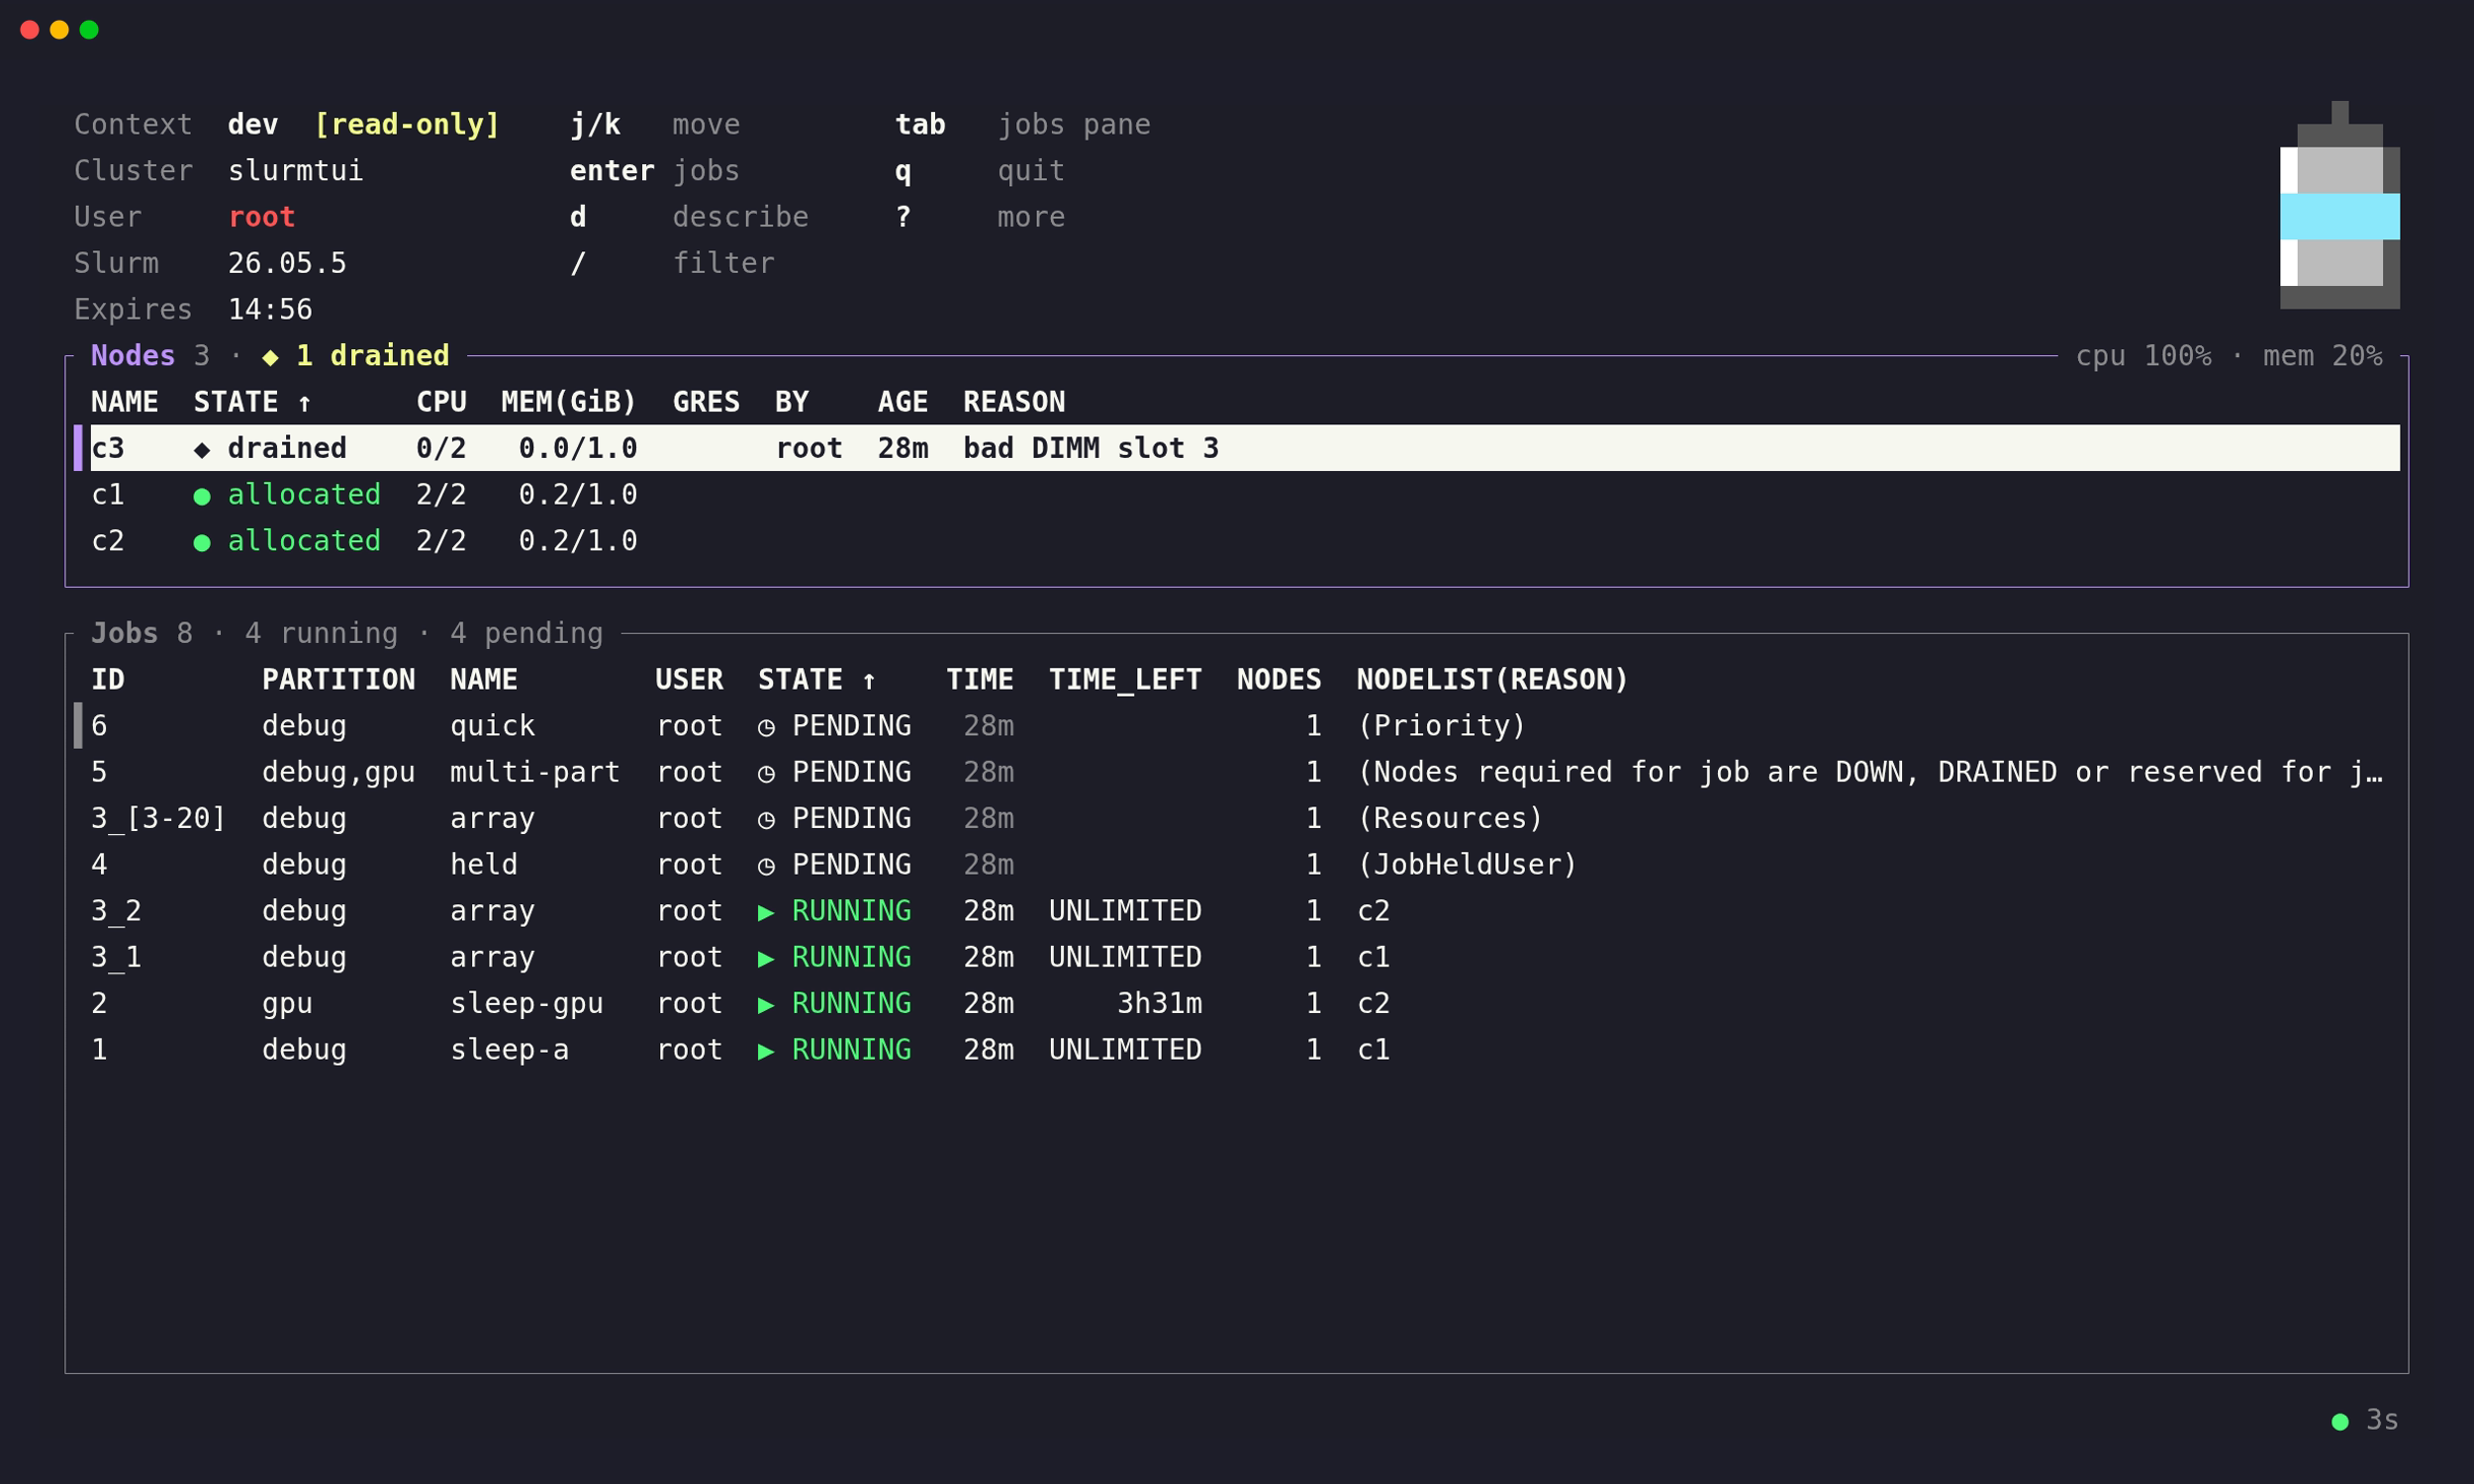 Context  dev  [read-only]    j/k   move         tab   jobs pane
Cluster  slurmtui            enter jobs         q     quit
User     root                d     describe     ?     more
Slurm    26.05.5             /     filter
Expires  14:56
Nodes 3 · ◆ 1 drained    cpu 100% · mem 20%
NAME  STATE ↑      CPU  MEM(GiB)  GRES  BY    AGE  REASON
c3    ◆ drained    0/2   0.0/1.0        root  28m  bad DIMM slot 3
c1    ● allocated  2/2   0.2/1.0
c2    ● allocated  2/2   0.2/1.0
Jobs 8 · 4 running · 4 pending
ID        PARTITION  NAME        USER  STATE ↑    TIME  TIME_LEFT  NODES  NODELIST(REASON)
6         debug      quick       root  ◷ PENDING   28m                 1  (Priority)
5         debug,gpu  multi-part  root  ◷ PENDING   28m                 1  (Nodes required for job are DOWN, DRAINED or reserved for j…
3_[3-20]  debug      array       root  ◷ PENDING   28m                 1  (Resources)
4         debug      held        root  ◷ PENDING   28m                 1  (JobHeldUser)
3_2       debug      array       root  ▶ RUNNING   28m  UNLIMITED      1  c2
3_1       debug      array       root  ▶ RUNNING   28m  UNLIMITED      1  c1
2         gpu        sleep-gpu   root  ▶ RUNNING   28m      3h31m      1  c2
1         debug      sleep-a     root  ▶ RUNNING   28m  UNLIMITED      1  c1
● 3s